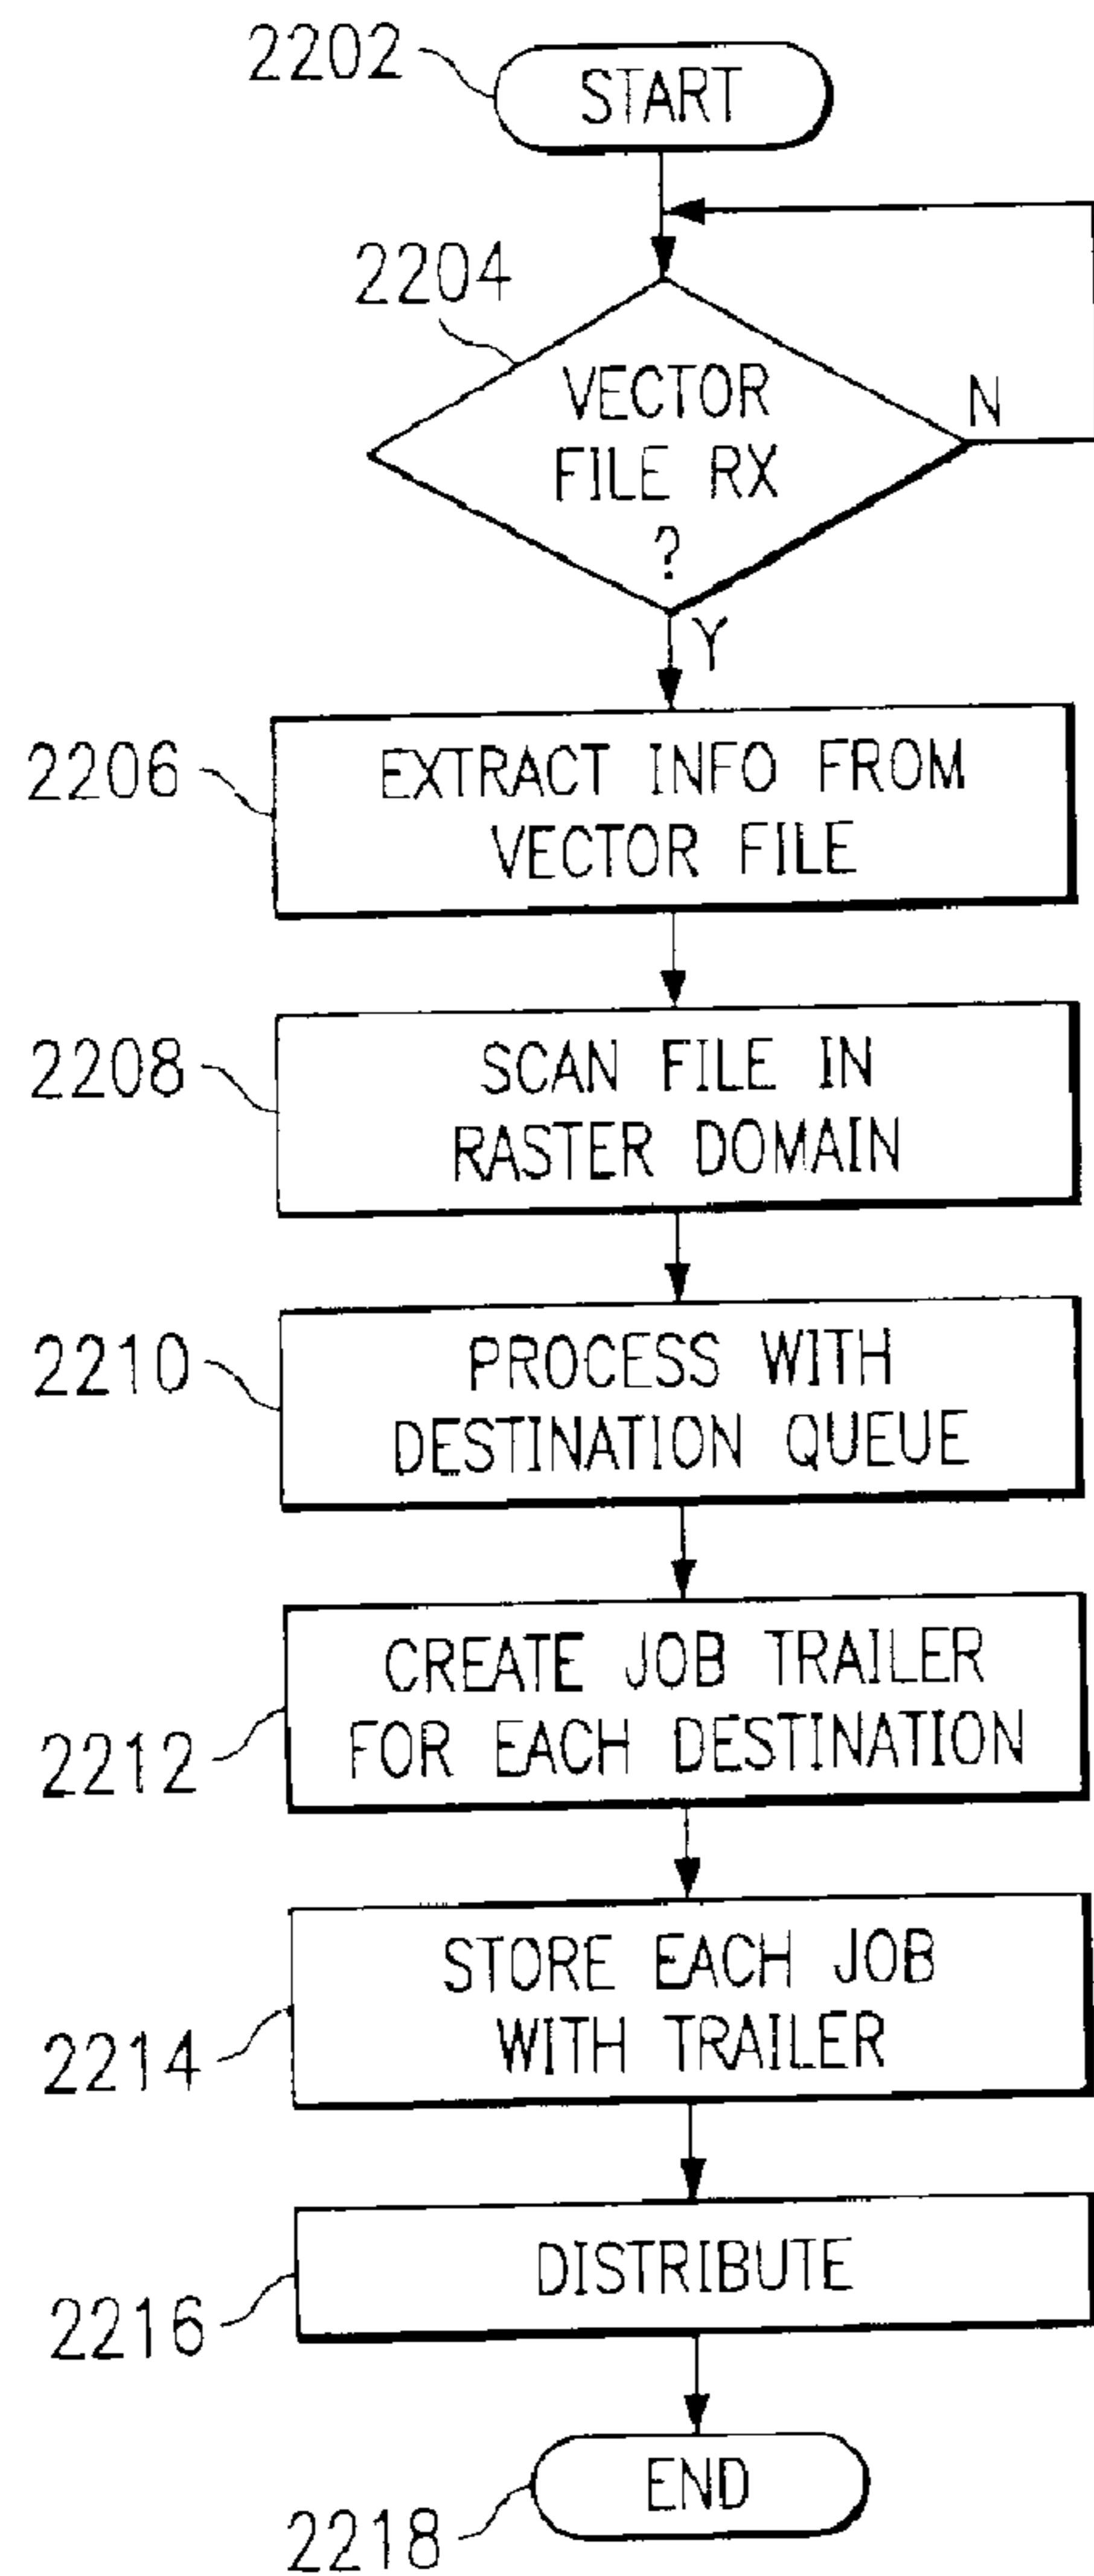 2202
START
2204
VECTOR
FILE RX
?
N
Y
2206
EXTRACT INFO FROM
VECTOR FILE
2208
SCAN FILE IN
RASTER DOMAIN
2210
PROCESS WITH
DESTINATION QUEUE
2212
CREATE JOB TRAILER
FOR EACH DESTINATION
2214
STORE EACH JOB
WITH TRAILER
2216
DISTRIBUTE
END
2218